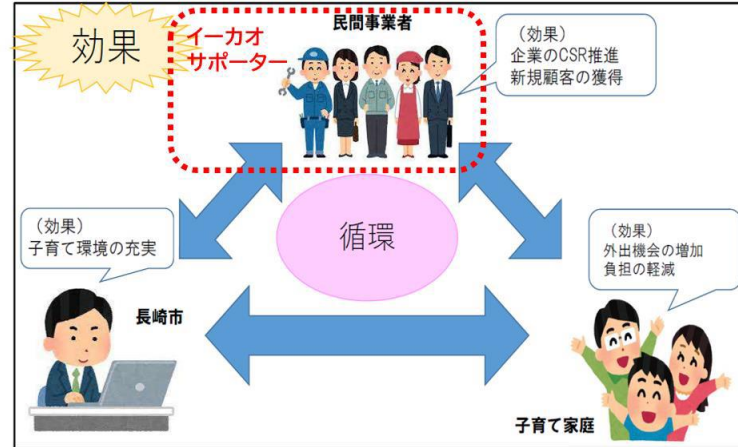 効果
イーカオ
サポーター
民間事業者
（効果）
企業のCSR推進
新規顧客の獲得
循環
（効果）
子育て環境の充実
（効果）
外出機会の増加
負担の軽減
長崎市
子育て家庭